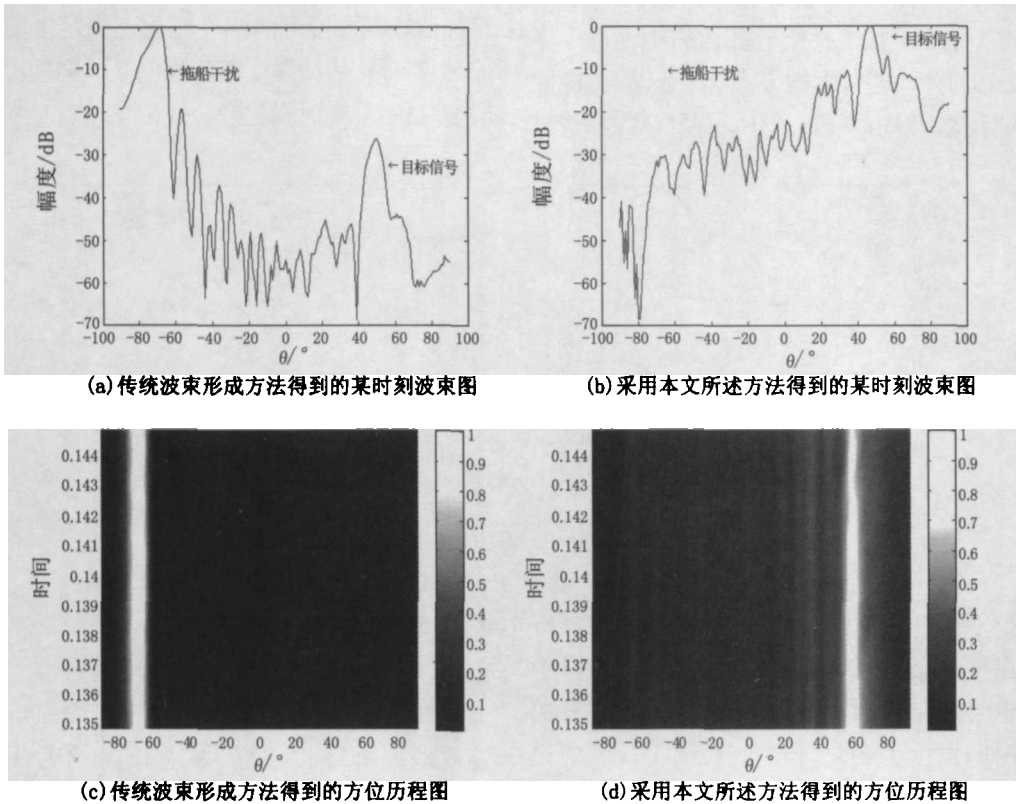 0
-10
-20
-30
-40
-50
-60
-70
幅度/dB
←拖船干扰
←目标信号
-100 -80 -60 -40 -20 0 20 40 60 80 100
θ/°
(a)传统波束形成方法得到的某时刻波束图
0
-10
-20
-30
-40
-50
-60
-70
幅度/dB
←拖船干扰
←目标信号
-100 -80 -60 -40 -20 0 20 40 60 80 100
θ/°
(b)采用本文所述方法得到的某时刻波束图
0.144
0.143
0.142
0.141
0.14
0.139
0.138
0.137
0.136
0.135
时间
-80 -60 -40 -20 0 20 40 60 80
θ/°
1
0.9
0.8
0.7
0.6
0.5
0.4
0.3
0.2
0.1
(c)传统波束形成方法得到的方位历程图
0.144
0.143
0.142
0.141
0.14
0.139
0.138
0.137
0.136
0.135
时间
-80 -60 -40 -20 0 20 40 60 80
θ/°
1
0.9
0.8
0.7
0.6
0.5
0.4
0.3
0.2
0.1
(d)采用本文所述方法得到的方位历程图